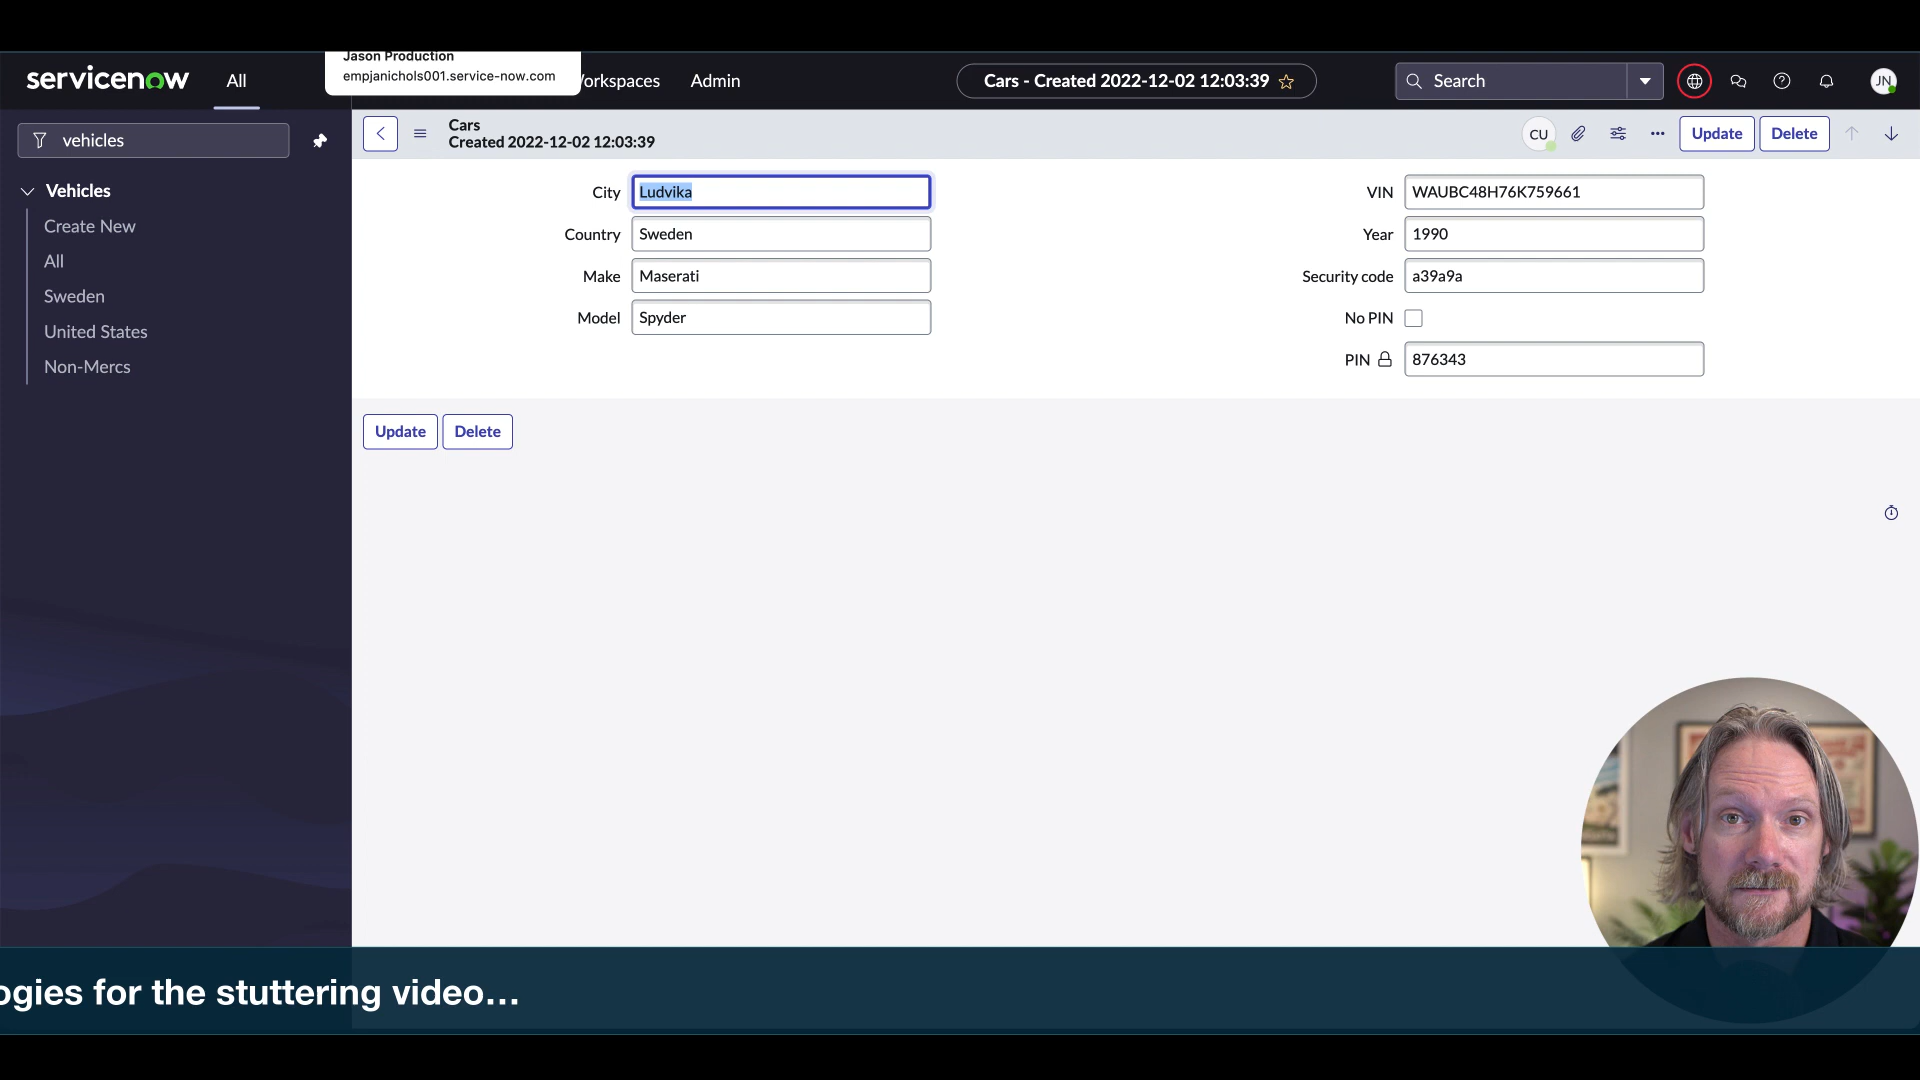 Jason Production
empjanichols001.service-now.com
servicenow
All
Workspaces
Admin
Cars - Created 2022-12-02 12:03:39
Search
JN
vehicles
Cars
Created 2022-12-02 12:03:39
CU
Update
Delete
Vehicles
Create New
All
Sweden
United States
Non-Mercs
City
Ludvika
Country
Sweden
Make
Maserati
Model
Spyder
VIN
WAUBC48H76K759661
Year
1990
Security code
a39a9a
No PIN
PIN
876343
Update
Delete
ogies for the stuttering video...